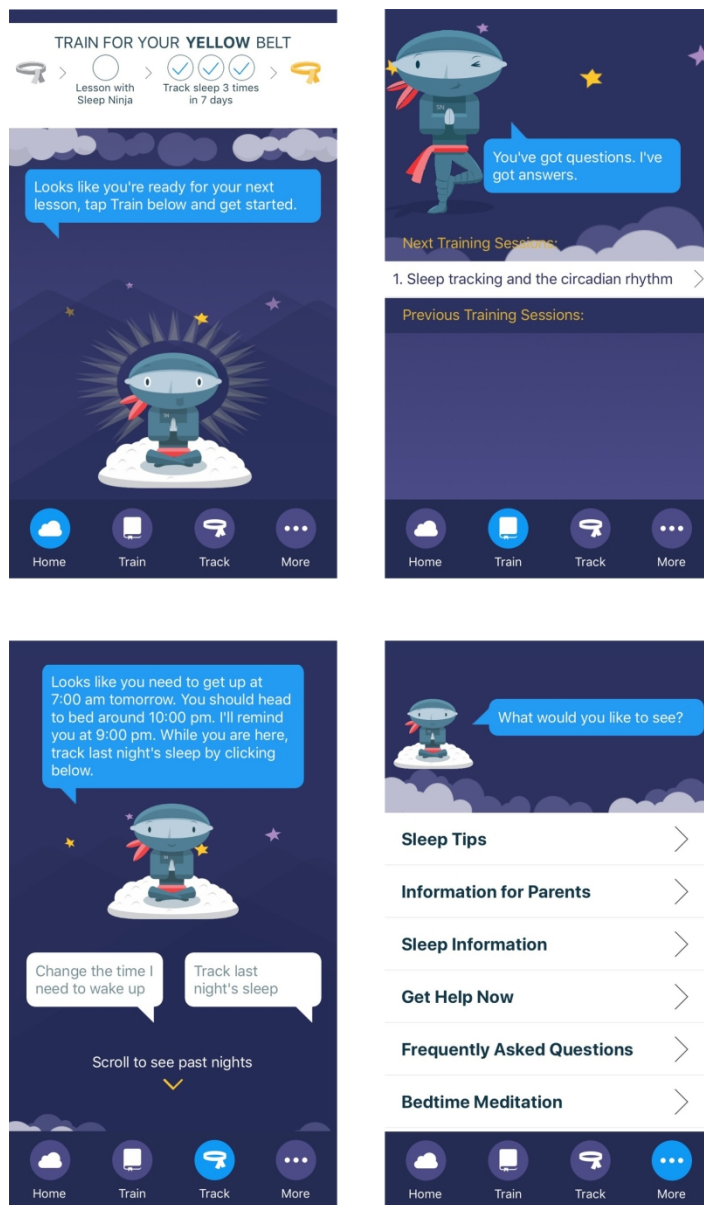 TRAIN FOR YOUR YELLOW BELT
Lesson with
Sleep Ninja
Track sleep 3 times
in 7 days
Looks like you're ready for your next
lesson, tap Train below and get started.
Home
Train
Track
More
SN
You've got questions. I've
got answers.
Next Training Sessions:
1. Sleep tracking and the circadian rhythm
Previous Training Sessions:
Home
Train
Track
More
Looks like you need to get up at
7:00 am tomorrow. You should head
to bed around 10:00 pm. I'll remind
you at 9:00 pm. While you are here,
track last night's sleep by clicking
below.
Change the time I
need to wake up
Track last
night's sleep
Scroll to see past nights
Home
Train
Track
More
What would you like to see?
Sleep Tips
Information for Parents
Sleep Information
Get Help Now
Frequently Asked Questions
Bedtime Meditation
Home
Train
Track
More